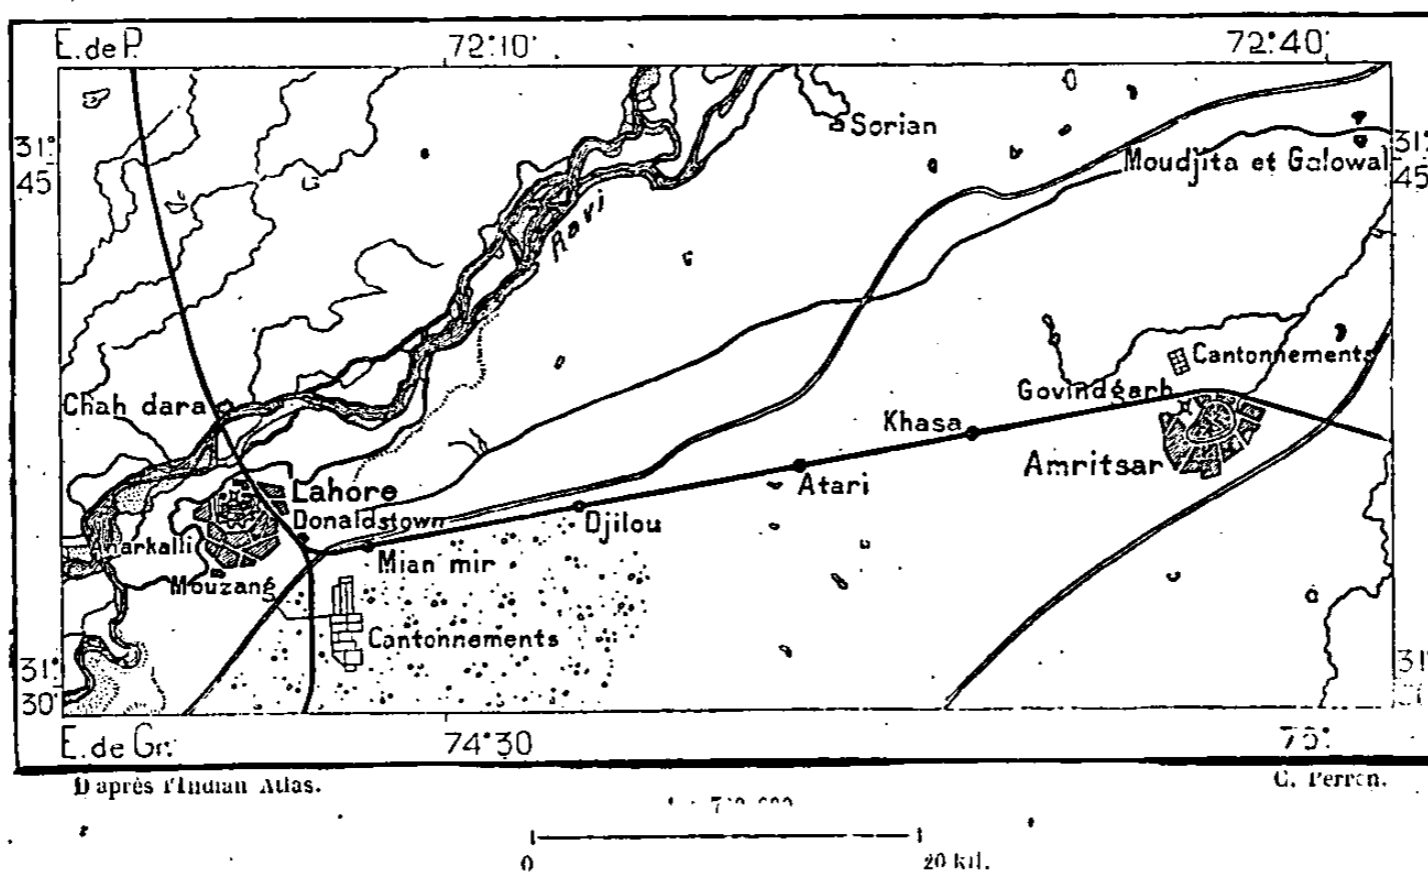 E. de P. 72°10' 72°40'
31°
45'
31°
45'
Sorian
Moudjita et Galowal
Ravi
Cantonnements
Govindgarh
Chah dara
Khasa
Amritsar
Atari
Lahore
Donaldstown
Djilou
Anarkalli
Mian mir
Mouzang
Cantonnements
31°
30'
31°
E. de Gr. 74°30
D'après l'Indian Atlas.
C. Perron.
0 20 kil.